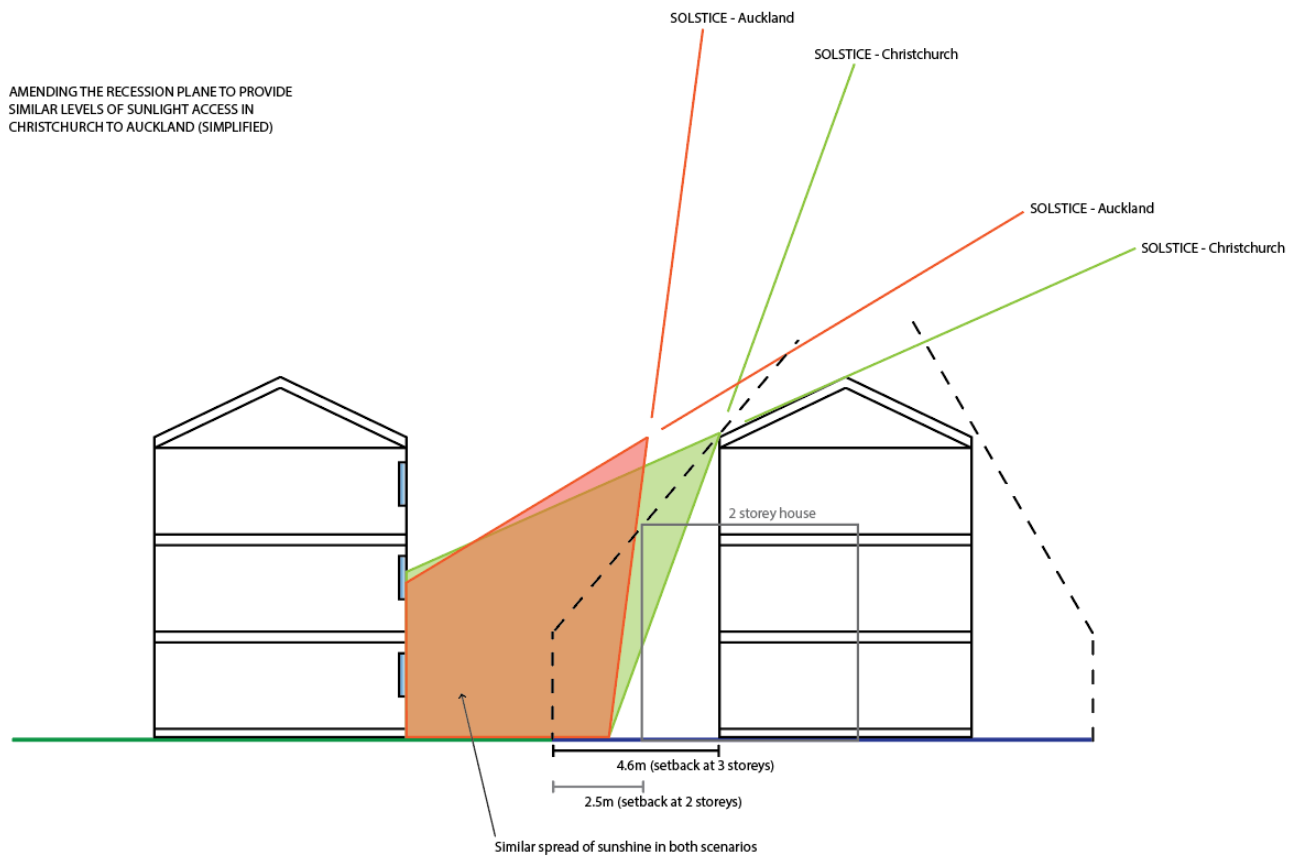 SOLSTICE - Auckland
SOLSTICE - Christchurch
AMENDING THE RECESSION PLANE TO PROVIDE
SIMILAR LEVELS OF SUNLIGHT ACCESS IN
CHRISTCHURCH TO AUCKLAND (SIMPLIFIED)
SOLSTICE - Auckland
SOLSTICE - Christchurch
2 storey house
4.6m (setback at 3 storeys)
2.5m (setback at 2 storeys)
Similar spread of sunshine in both scenarios